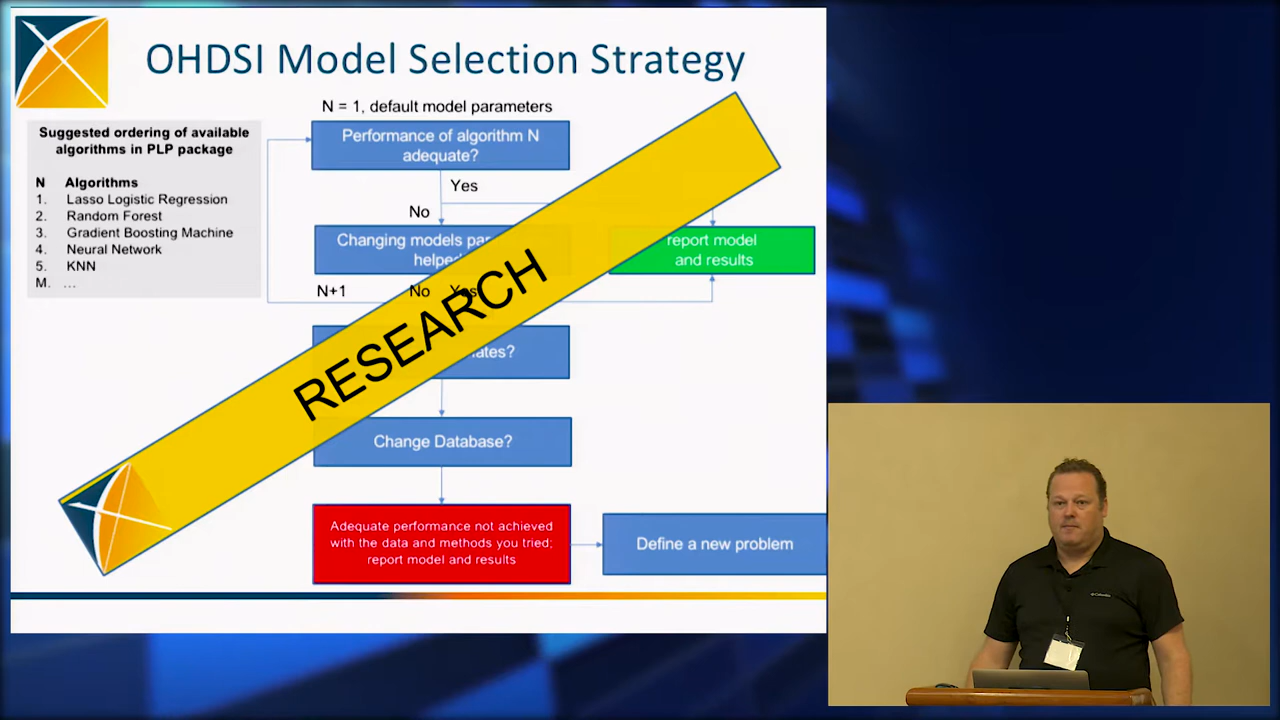 OHDSI Model Selection Strategy
N = 1, default model parameters
Suggested ordering of available
algorithms in PLP package
N Algorithms
1. Lasso Logistic Regression
2. Random Forest
3. Gradient Boosting Machine
4. Neural Network
5. KNN
M. ...
Performance of algorithm N
adequate?
Yes
No
Changing models
report model
and results
N+1
No
Yes
RESEARCH
Change Database?
Adequate performance not achieved
with the data and methods you tried;
report model and results
Define a new problem
Columbia